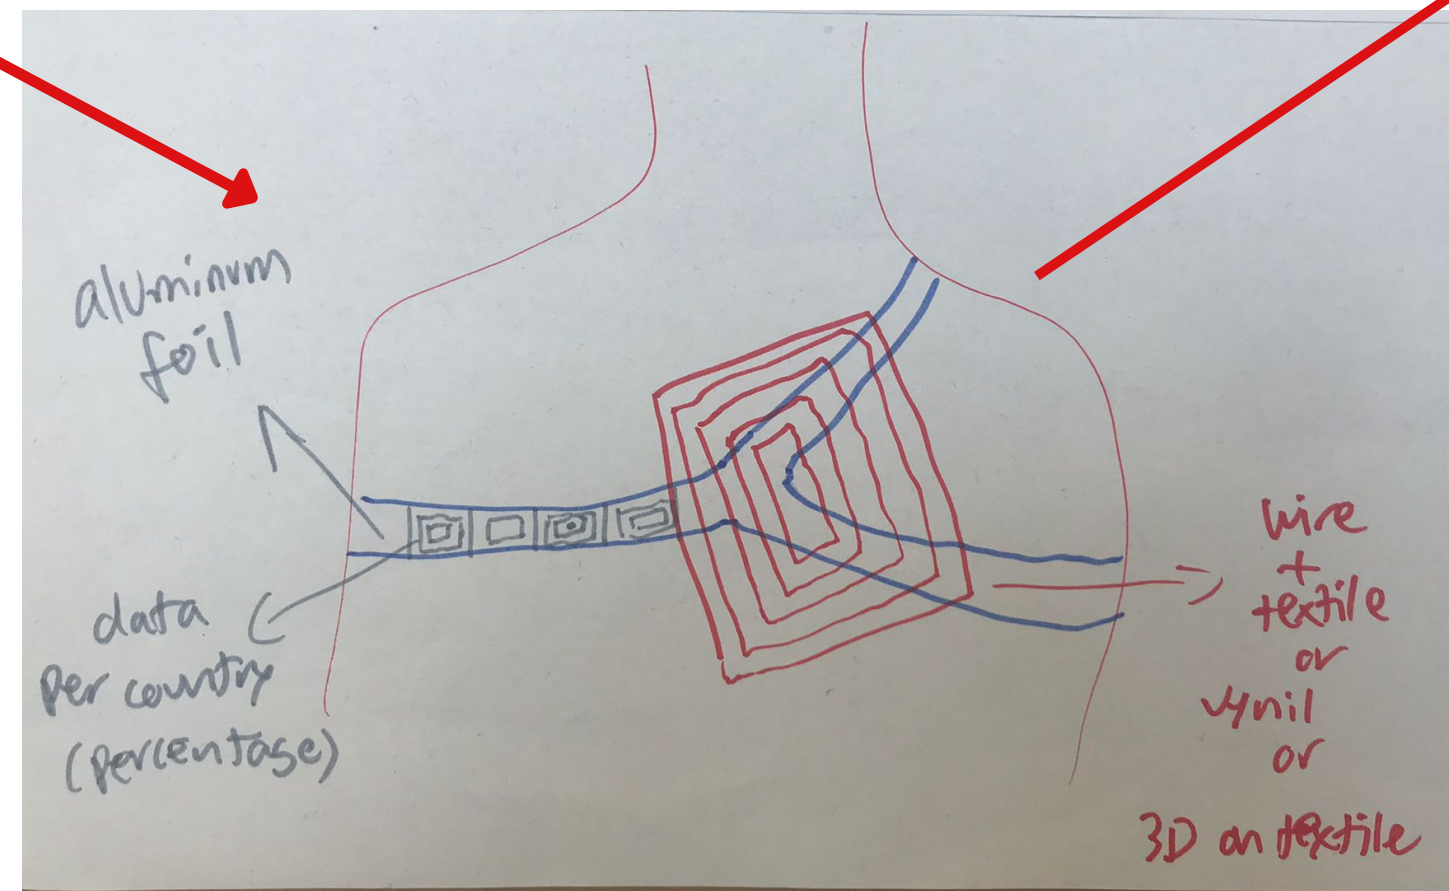 aluminum
foil
data
Per country
(percentage)
wire
+
textile
or
vynil
or
3D on textile